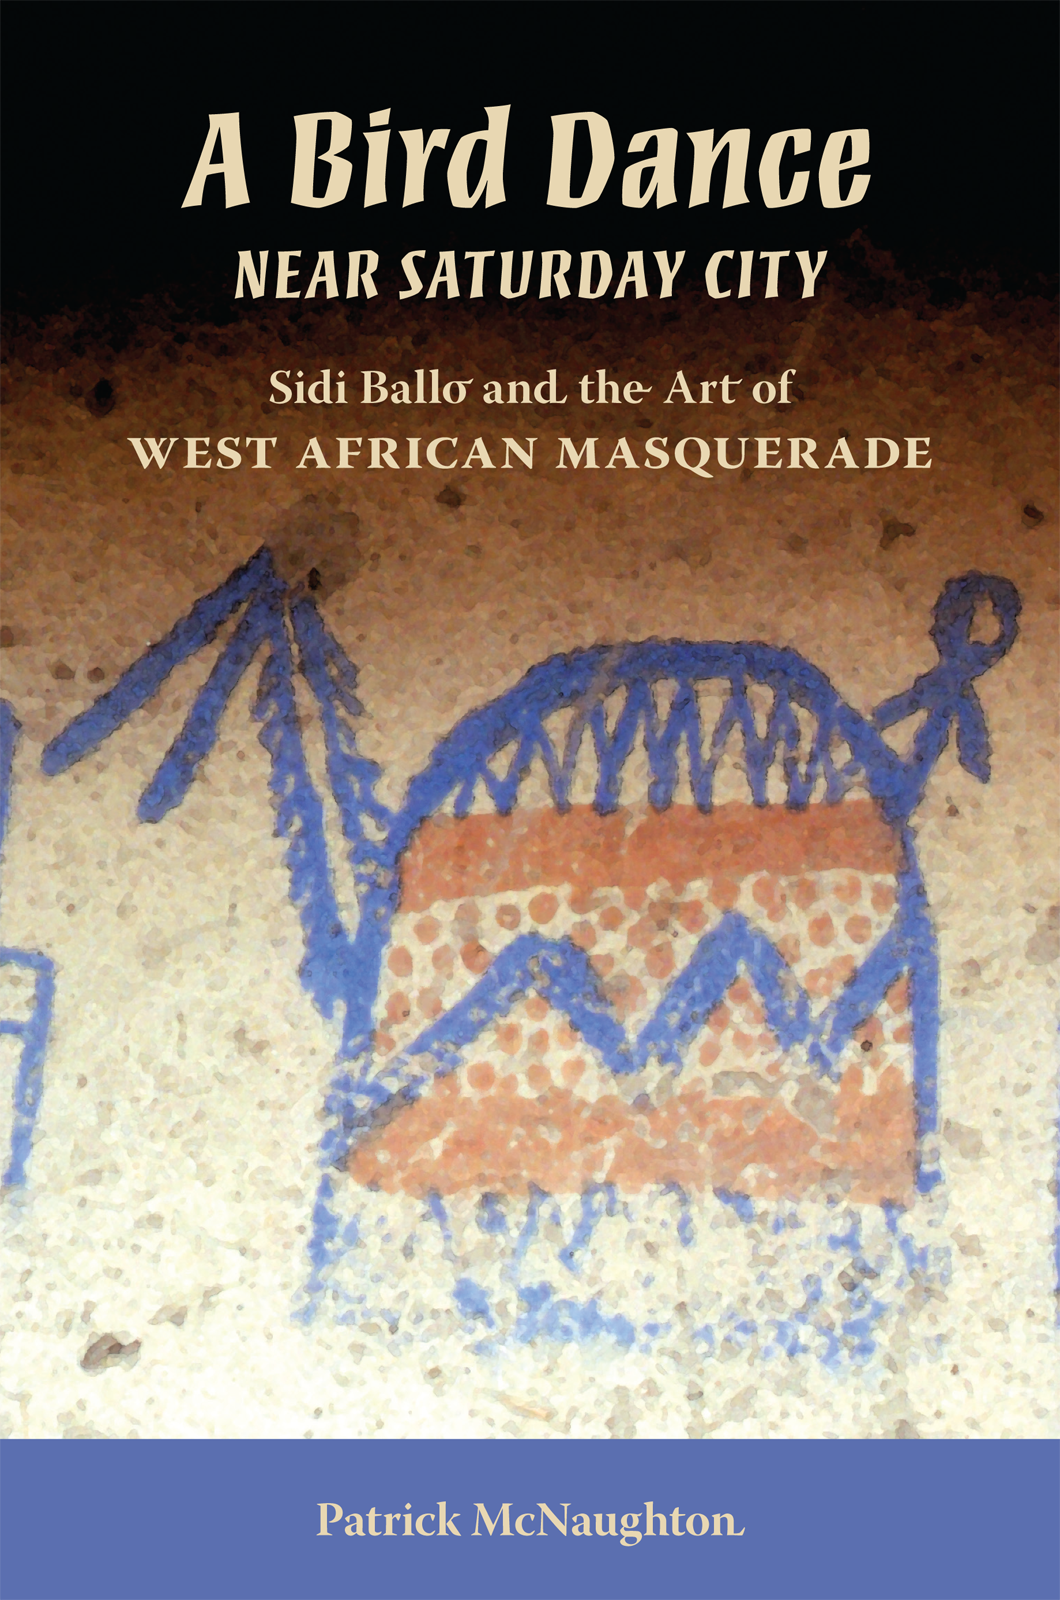 A Bird Dance
NEAR SATURDAY CITY
Sidi Ballo and the Art of
WEST AFRICAN MASQUERADE
Patrick McNaughton